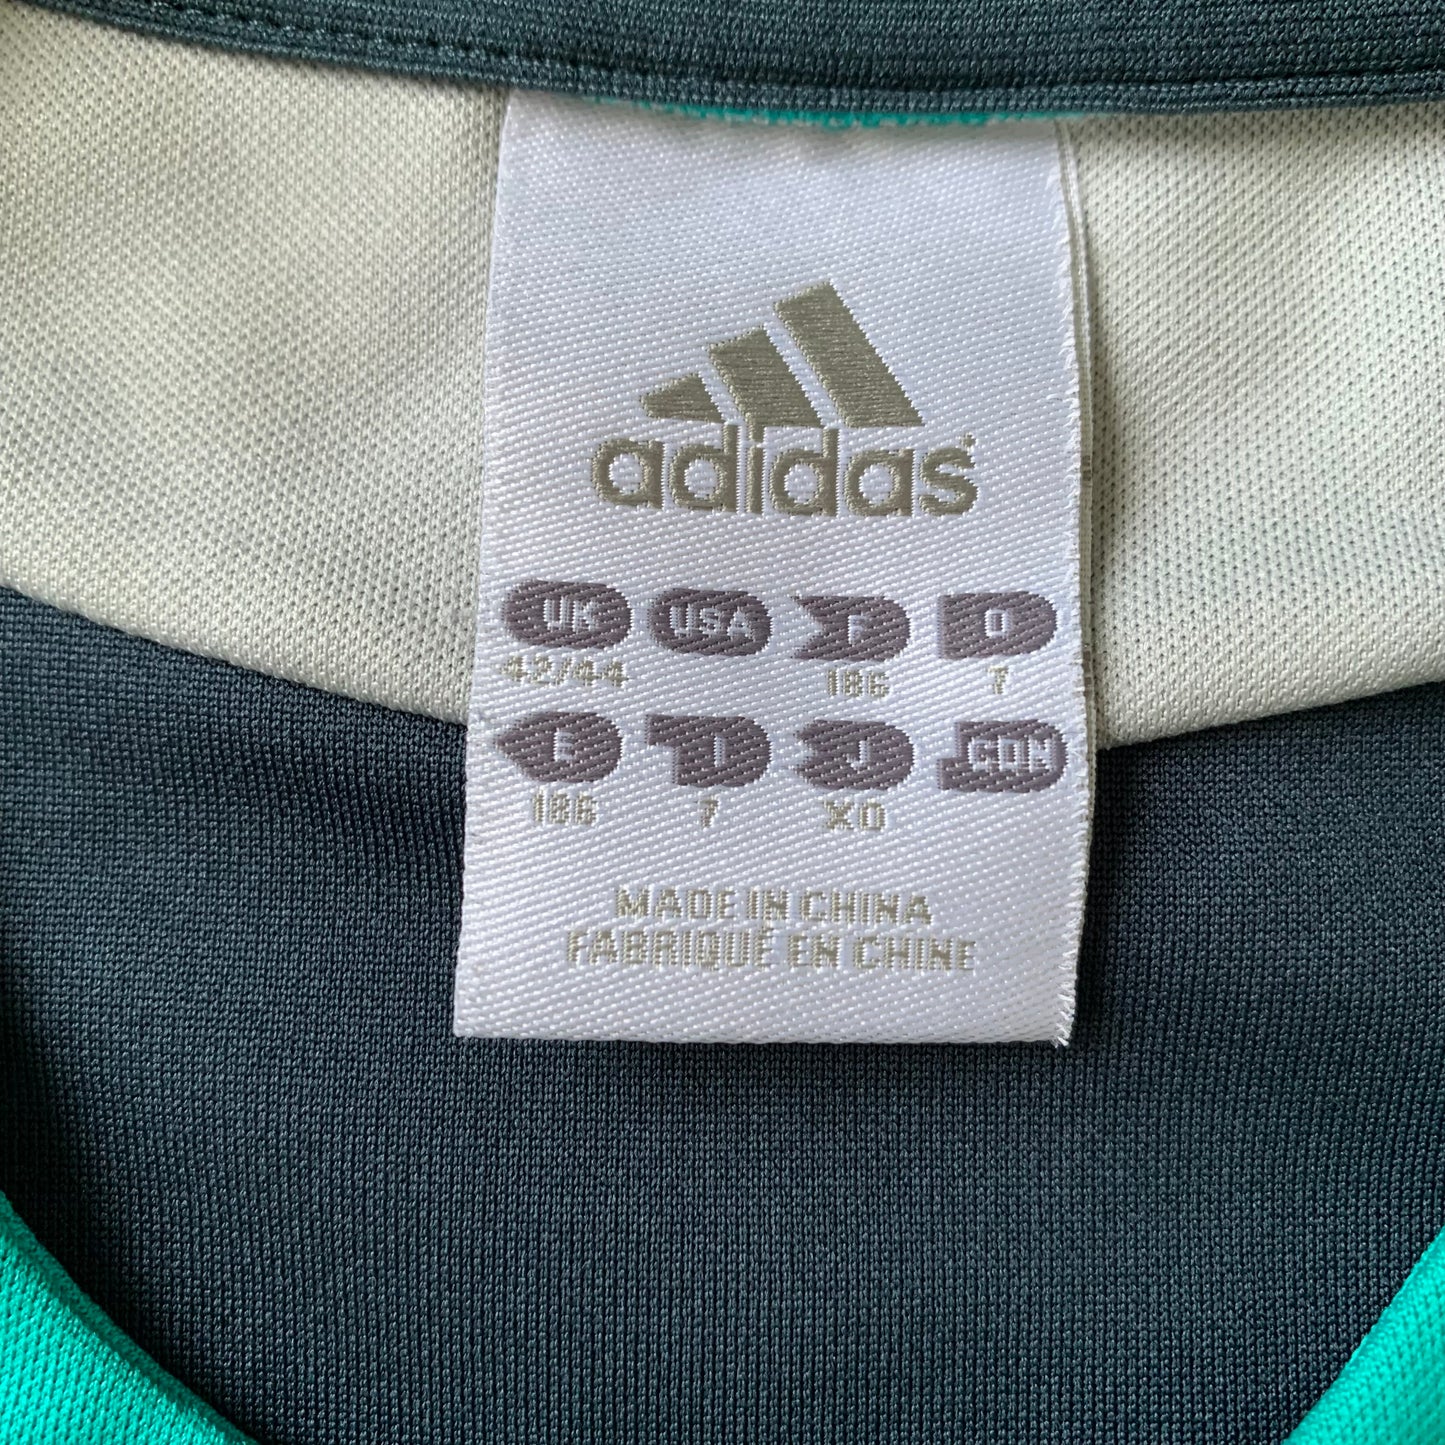 adidas
UK USA F D
42/44 186 7
E I J CDN
186 7 XO
MADE IN CHINA
FABRIQUÉ EN CHINE